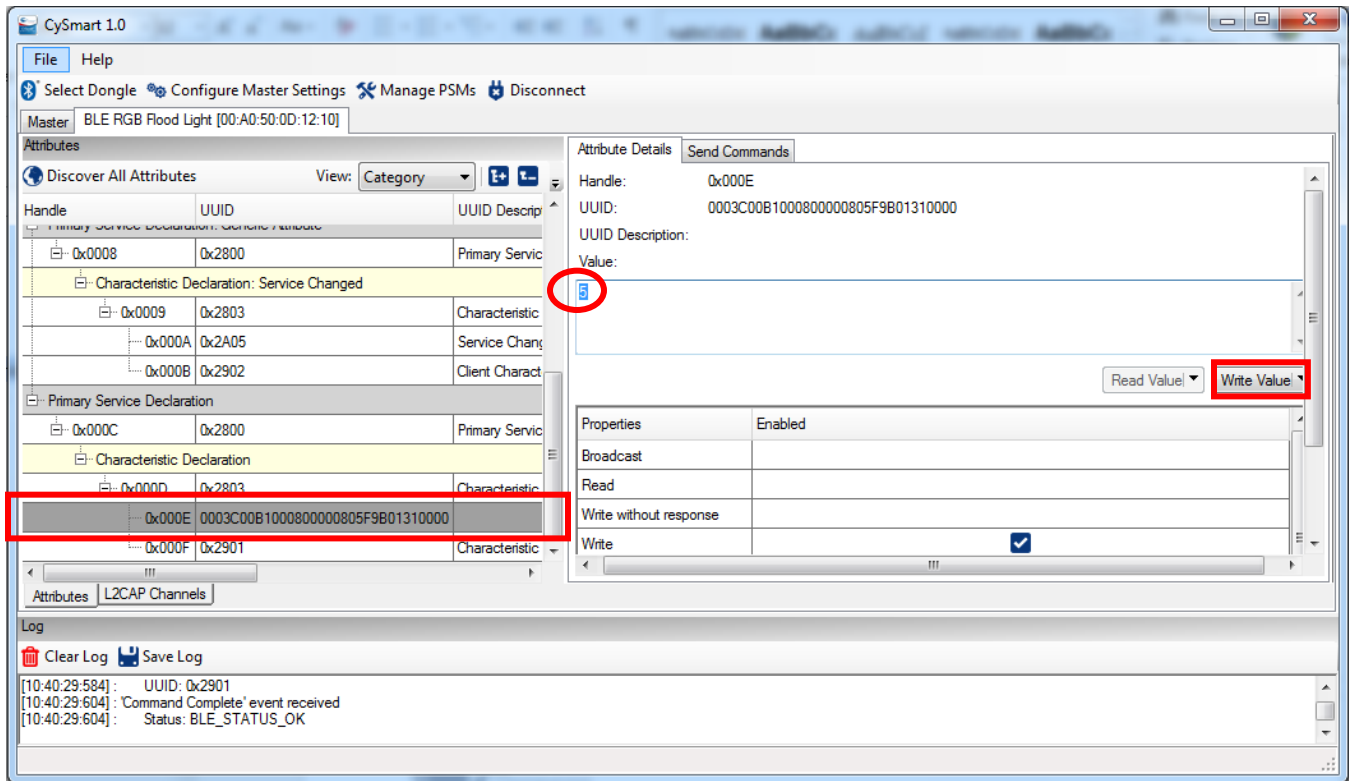 CySmart 1.0
File Help
Select Dongle Configure Master Settings Manage PSMs Disconnect
Master BLE RGB Flood Light [00:A0:50:0D:12:10]
Attributes
Discover All Attributes View: Category
Handle UUID UUID Descrip
Primary Service Declaration: Generic Attribute
0x0008 0x2800 Primary Servic
Characteristic Declaration: Service Changed
0x0009 0x2803 Characteristic
0x000A 0x2A05 Service Chang
0x000B 0x2902 Client Charact
Primary Service Declaration
0x000C 0x2800 Primary Servic
Characteristic Declaration
0x000D 0x2803 Characteristic
0x000E 0003C00B1000800000805F9B01310000
0x000F 0x2901 Characteristic
Attributes L2CAP Channels
Attribute Details Send Commands
Handle: 0x000E
UUID: 0003C00B1000800000805F9B01310000
UUID Description:
Value:
5
Read Value Write Value
Properties Enabled
Broadcast
Read
Write without response
Write
Log
Clear Log Save Log
[10:40:29:584] : UUID: 0x2901
[10:40:29:604] : 'Command Complete' event received
[10:40:29:604] : Status: BLE_STATUS_OK